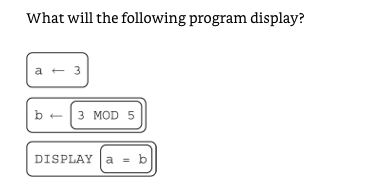 What will the following program display?
a ← 3
b ← 3 MOD 5
DISPLAY a = b